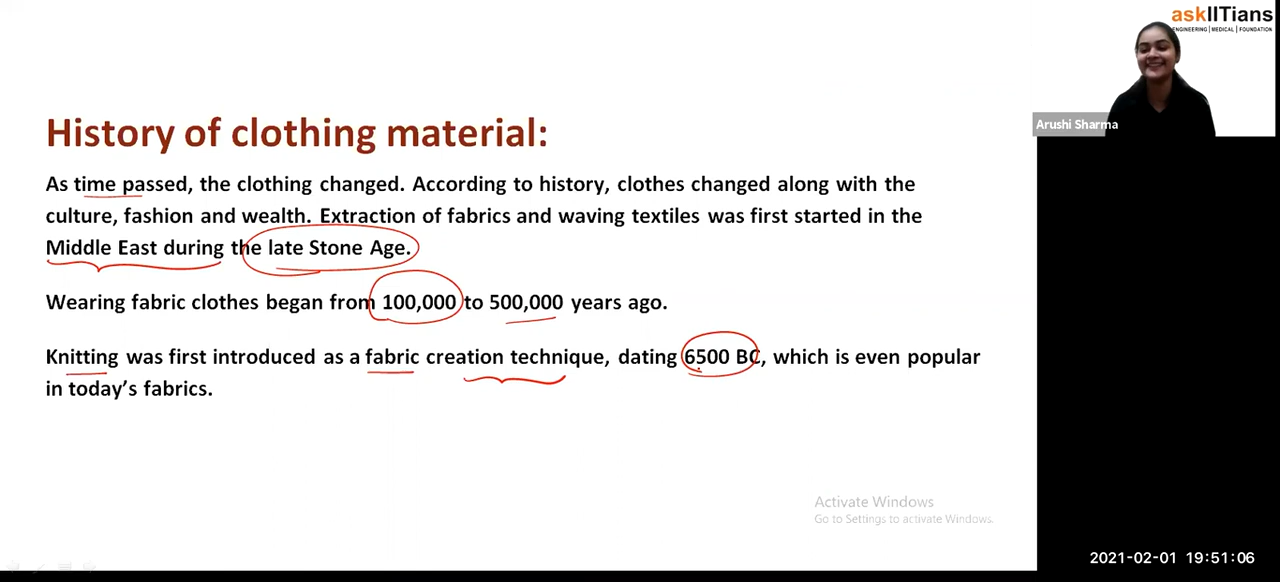 askIITians
ENGINEERING | MEDICAL | FOUNDATION
Arushi Sharma
History of clothing material:
As time passed, the clothing changed. According to history, clothes changed along with the
culture, fashion and wealth. Extraction of fabrics and waving textiles was first started in the
Middle East during the late Stone Age.
Wearing fabric clothes began from 100,000 to 500,000 years ago.
Knitting was first introduced as a fabric creation technique, dating 6500 BC, which is even popular
in today's fabrics.
Activate Windows
Go to Settings to activate Windows.
2021-02-01 19:51:06